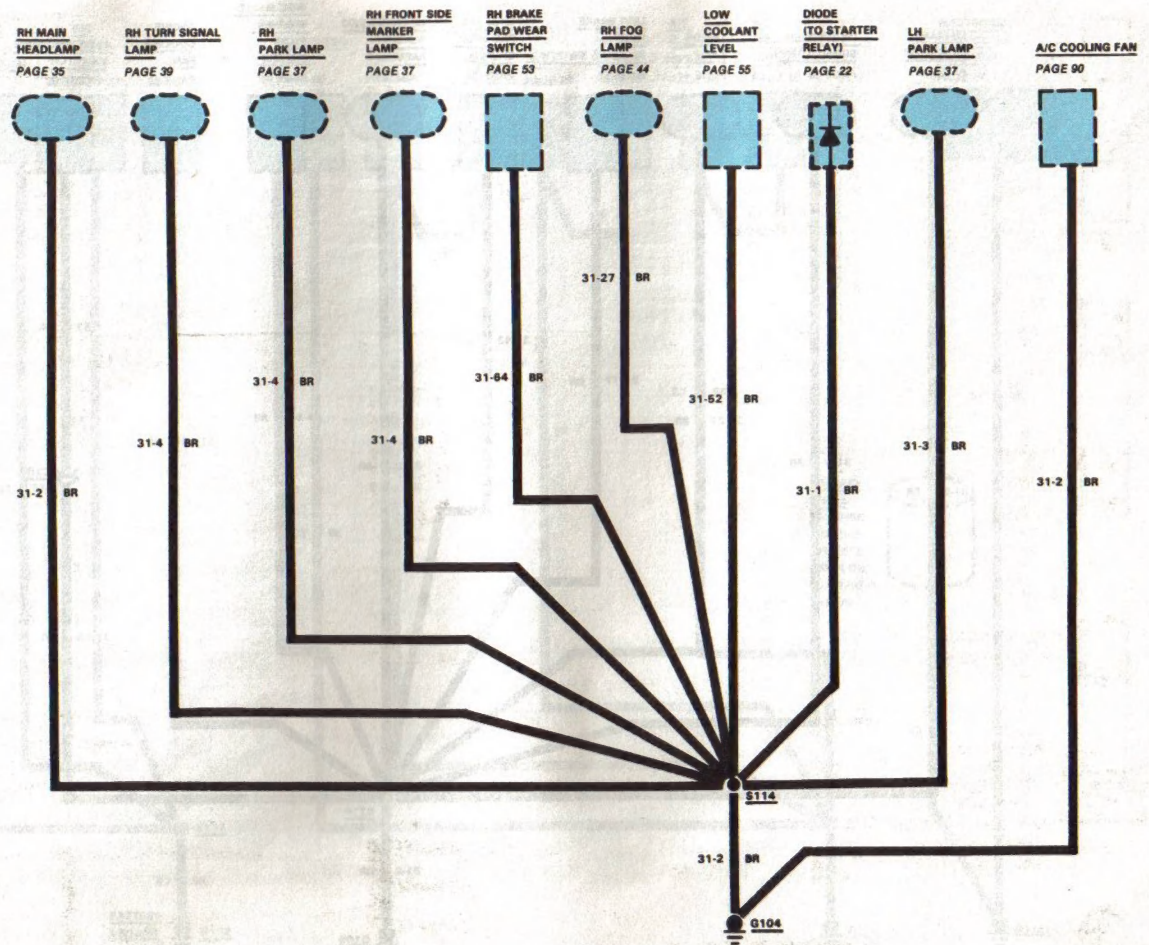 RH MAIN
HEADLAMP
PAGE 35
RH TURN SIGNAL
LAMP
PAGE 39
RH
PARK LAMP
PAGE 37
RH FRONT SIDE
MARKER
LAMP
PAGE 37
RH BRAKE
PAD WEAR
SWITCH
PAGE 53
RH FOG
LAMP
PAGE 44
LOW
COOLANT
LEVEL
PAGE 55
DIODE
(TO STARTER
RELAY)
PAGE 22
LH
PARK LAMP
PAGE 37
A/C COOLING FAN
PAGE 90
31-27 BR
31-4 BR
31-64 BR
31-52 BR
31-4 BR
31-4 BR
31-3 BR
31-2 BR
31-1 BR
31-2 BR
S114
31-2 BR
G104